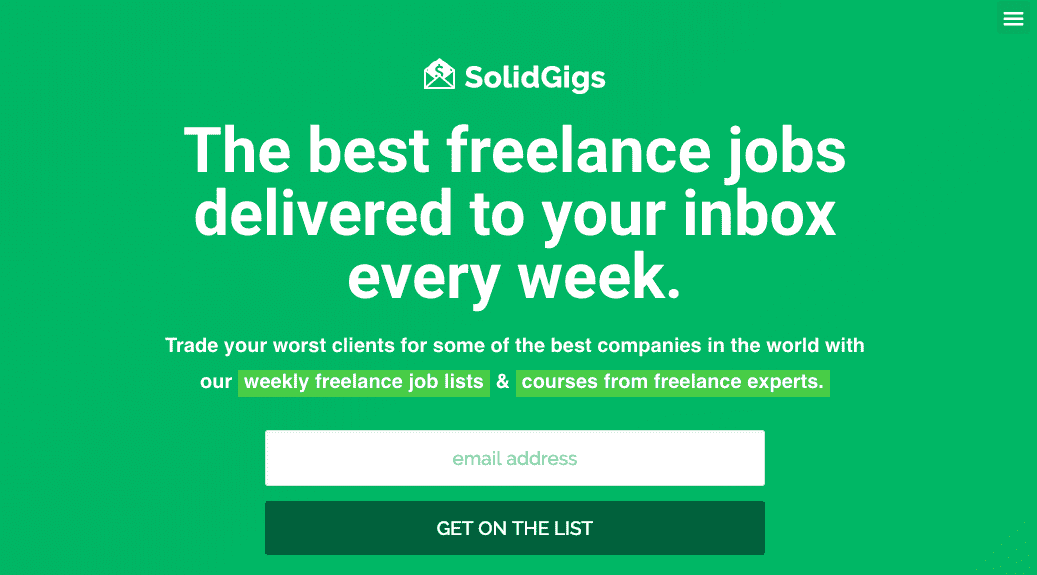 SolidGigs
The best freelance jobs
delivered to your inbox
every week.
Trade your worst clients for some of the best companies in the world with
our weekly freelance job lists & courses from freelance experts.
email address
GET ON THE LIST